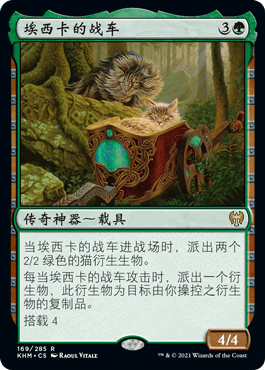 埃西卡的战车 3
传奇神器～载具
当埃西卡的战车进战场时，派出两个
2/2 绿色的猫衍生生物。
每当埃西卡的战车攻击时，派出一个衍
生物，此衍生物为目标由你操控之衍生
物的复制品。
搭载 4
4/4
169/285 R
KHM • CS RAOUL VITALE
™ & © 2021 Wizards of the Coast